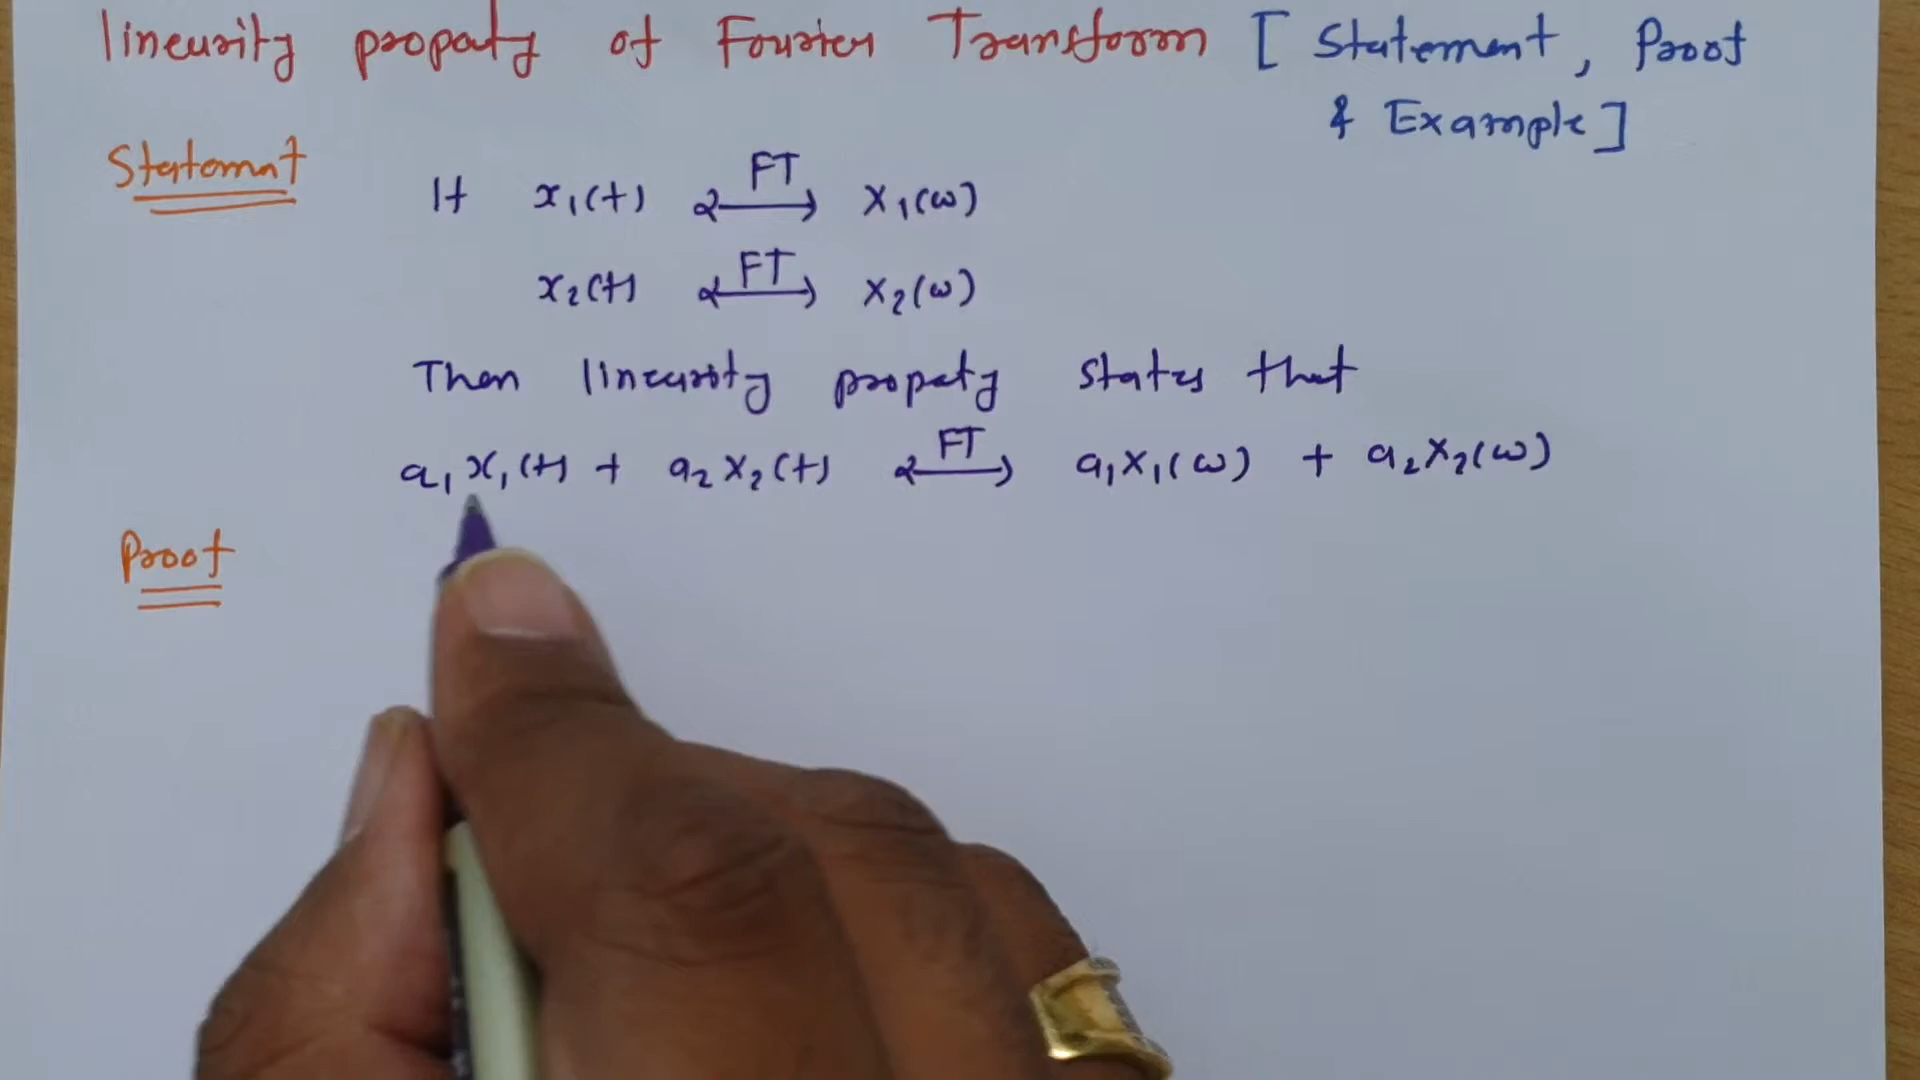 linearity property of Fourier Transform [ Statement, Proof
& Example ]
Statement
If x₁(t) ⟷ FT X₁(ω)
x₂(t) ⟷ FT X₂(ω)
Then linearity property states that
a₁x₁(t) + a₂x₂(t) ⟷ FT a₁X₁(ω) + a₂X₂(ω)
Proof